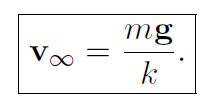 v∞ = mg/k.